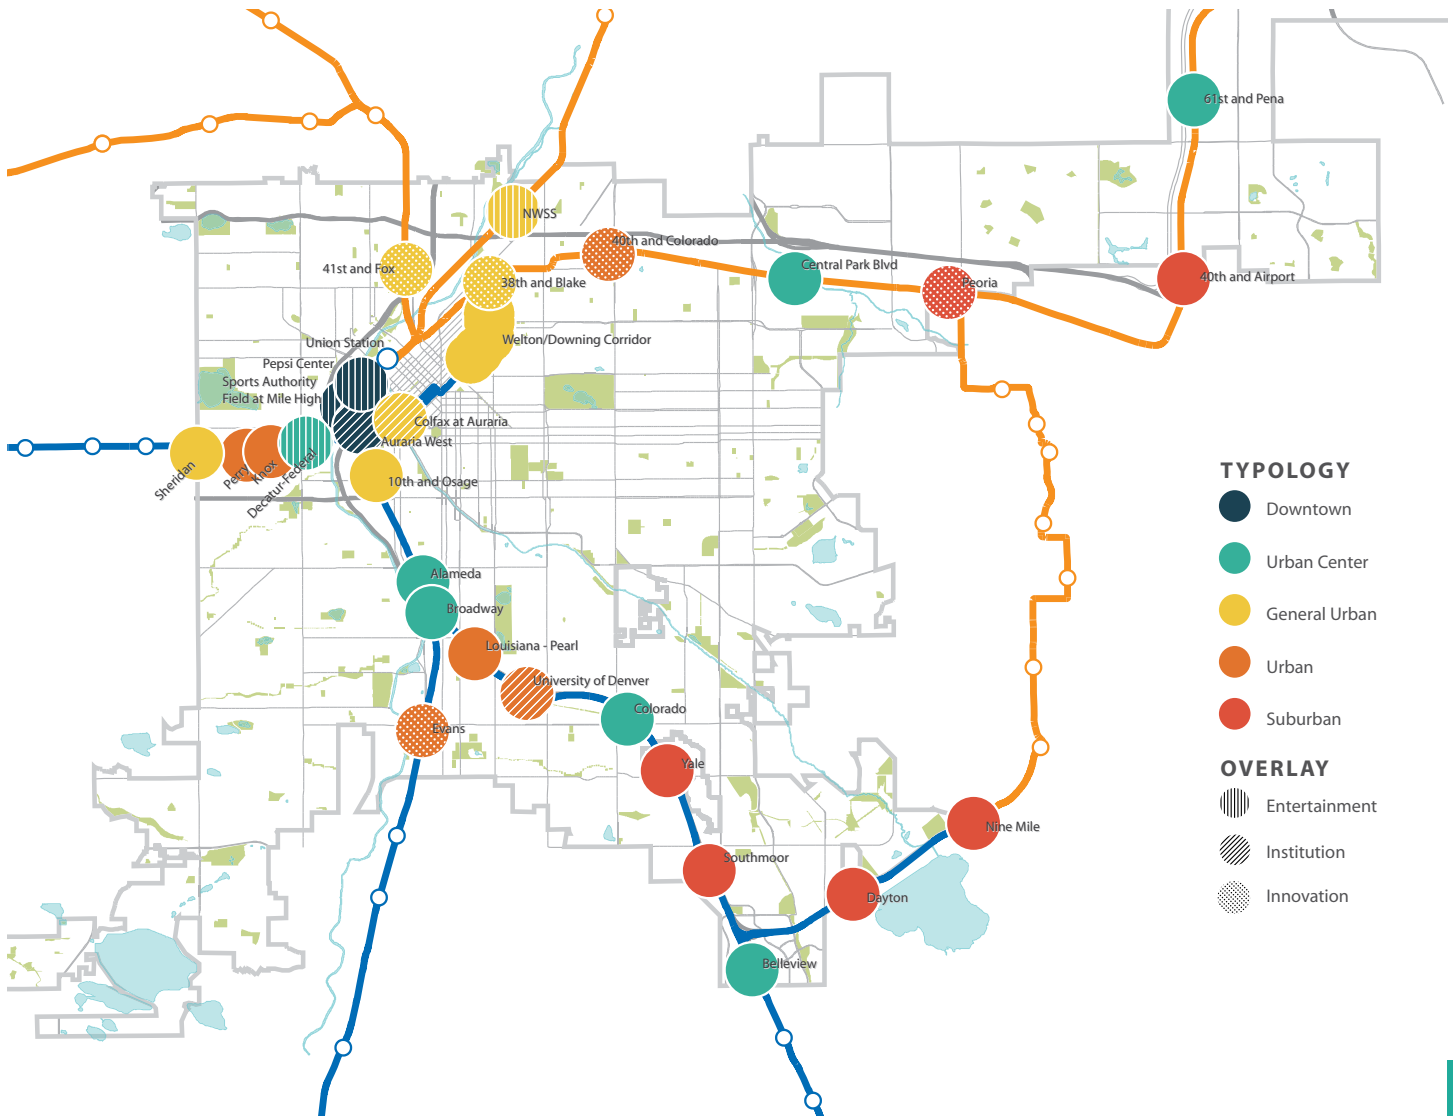 61st and Pena
NWSS
40th and Colorado
41st and Fox
38th and Blake
Central Park Blvd
Peoria
40th and Airport
Union Station
Welton/Downing Corridor
Pepsi Center
Sports Authority
Field at Mile High
Colfax at Auraria
Auraria West
Sheridan
Perry
Knox
Decatur-Federal
10th and Osage
Alameda
Broadway
Louisiana - Pearl
University of Denver
Colorado
Evans
Yale
Southmoor
Nine Mile
Dayton
Belleview
TYPOLOGY
Downtown
Urban Center
General Urban
Urban
Suburban
OVERLAY
Entertainment
Institution
Innovation